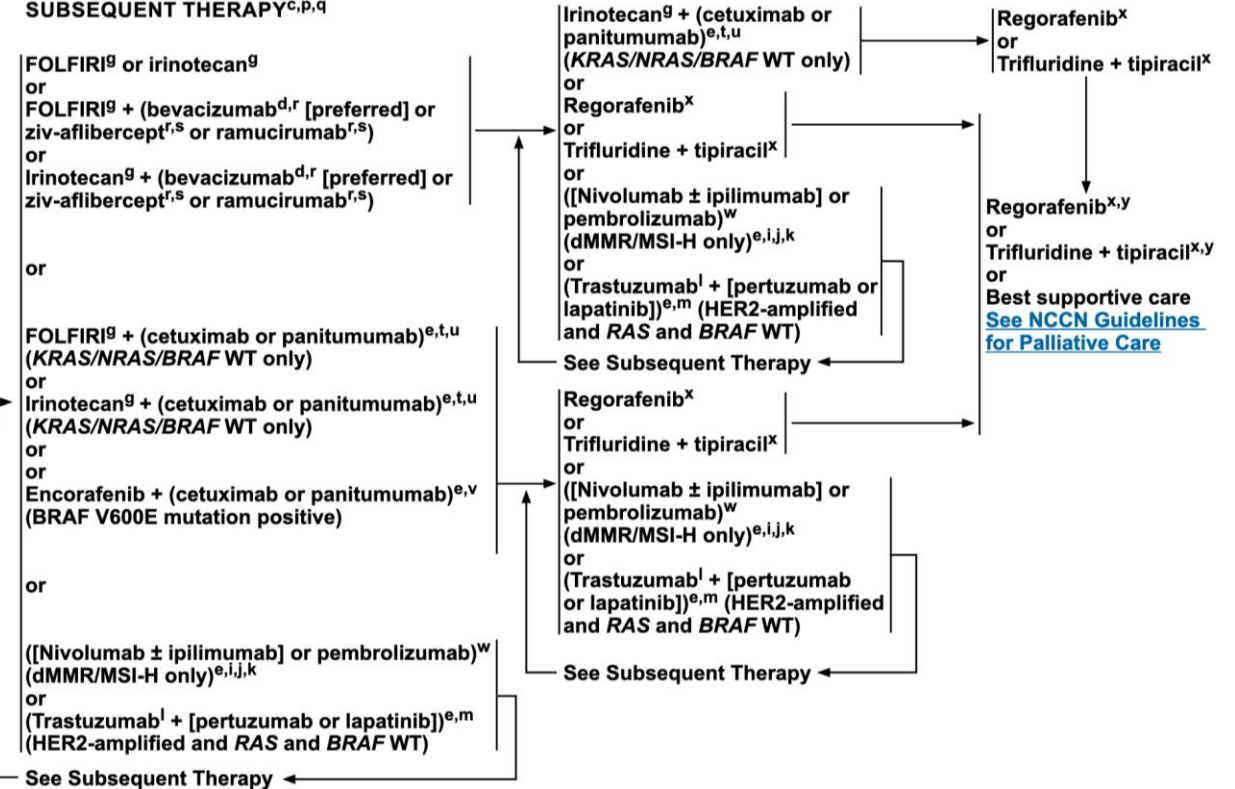 SUBSEQUENT THERAPYc,p,q
FOLFIRIg or irinotecang
or
FOLFIRIg + (bevacizumabd,r [preferred] or
ziv-afliberceptr,s or ramucirumabr,s)
or
Irinotecang + (bevacizumabd,r [preferred] or
ziv-afliberceptr,s or ramucirumabr,s)
or
FOLFIRIg + (cetuximab or panitumumab)e,t,u
(KRAS/NRAS/BRAF WT only)
or
Irinotecang + (cetuximab or panitumumab)e,t,u
(KRAS/NRAS/BRAF WT only)
or
or
Encorafenib + (cetuximab or panitumumab)e,v
(BRAF V600E mutation positive)
or
([Nivolumab ± ipilimumab] or pembrolizumab)w
(dMMR/MSI-H only)e,i,j,k
or
(Trastuzumabl + [pertuzumab or lapatinib])e,m
(HER2-amplified and RAS and BRAF WT)
See Subsequent Therapy
Irinotecang + (cetuximab or
panitumumab)e,t,u
(KRAS/NRAS/BRAF WT only)
or
Regorafenibx
or
Trifluridine + tipiracilx
or
([Nivolumab ± ipilimumab] or
pembrolizumab)w
(dMMR/MSI-H only)e,i,j,k
or
(Trastuzumabl + [pertuzumab or
lapatinib])e,m (HER2-amplified
and RAS and BRAF WT)
See Subsequent Therapy
Regorafenibx
or
Trifluridine + tipiracilx
or
([Nivolumab ± ipilimumab] or
pembrolizumab)w
(dMMR/MSI-H only)e,i,j,k
or
(Trastuzumabl + [pertuzumab
or lapatinib])e,m (HER2-amplified
and RAS and BRAF WT)
See Subsequent Therapy
Regorafenibx
or
Trifluridine + tipiracilx
Regorafenibx,y
or
Trifluridine + tipiracilx,y
or
Best supportive care
See NCCN Guidelines
for Palliative Care